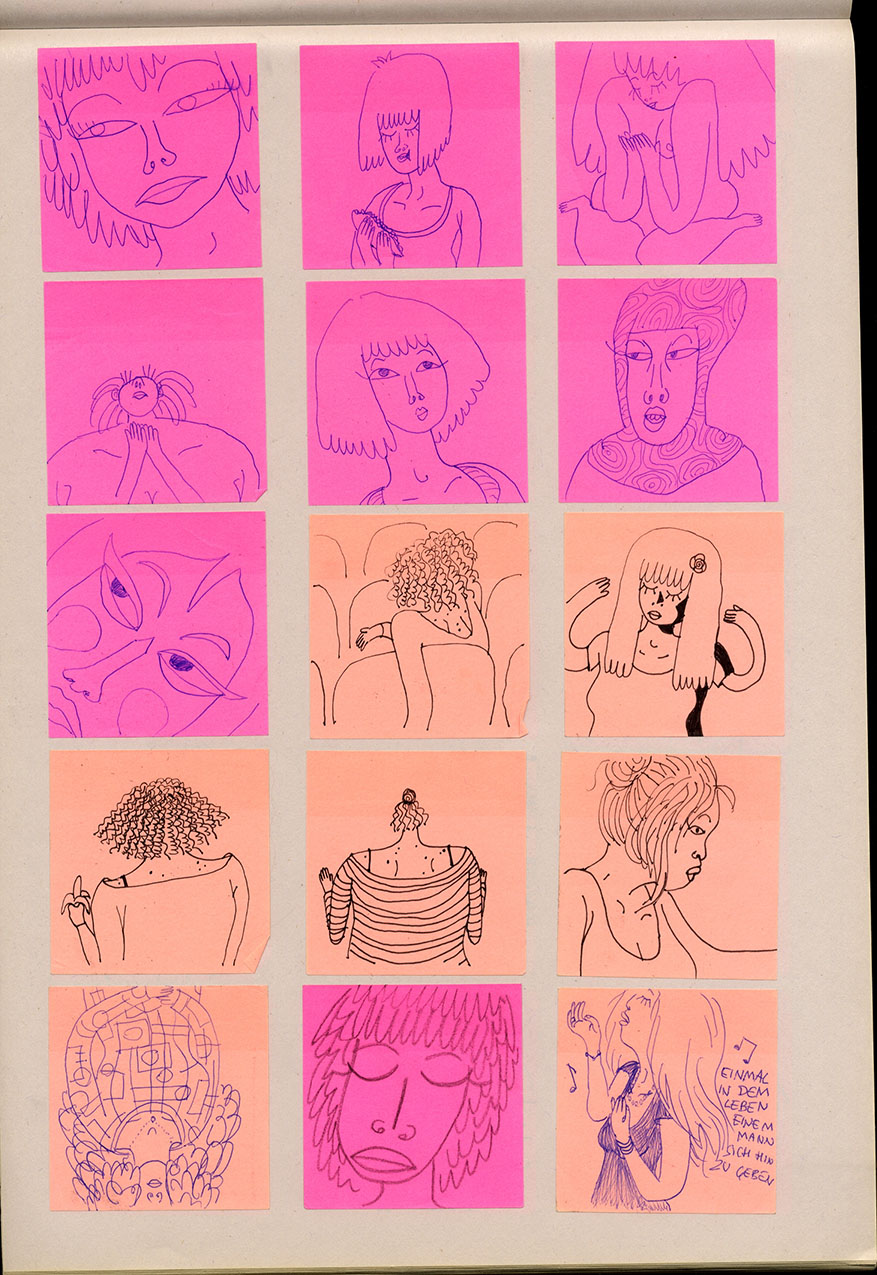 EINMAL
IN DEM
LEBEN
EINEM
MANN
SICH HIN
ZU GEBEN